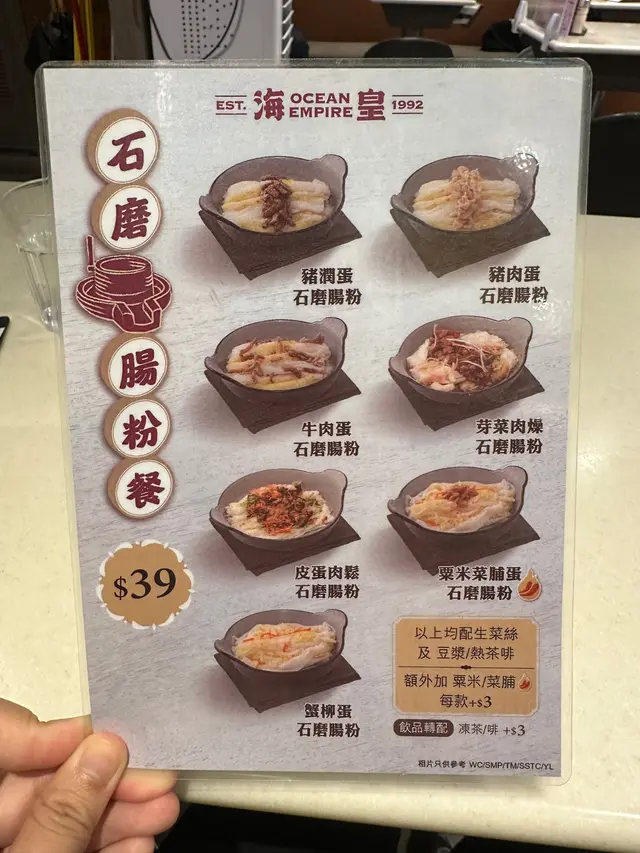 EST. 海 OCEAN EMPIRE 皇 1992
石磨腸粉餐
$39
豬潤蛋
石磨腸粉
豬肉蛋
石磨腸粉
牛肉蛋
石磨腸粉
芽菜肉燥
石磨腸粉
皮蛋肉鬆
石磨腸粉
粟米菜脯蛋
石磨腸粉
蟹柳蛋
石磨腸粉
以上均配生菜絲
及 豆漿/熱茶啡
額外加 粟米/菜脯
每款+$3
飲品轉配 凍茶/啡 +$3
相片只供參考 WC/SMP/TM/SSTC/YL